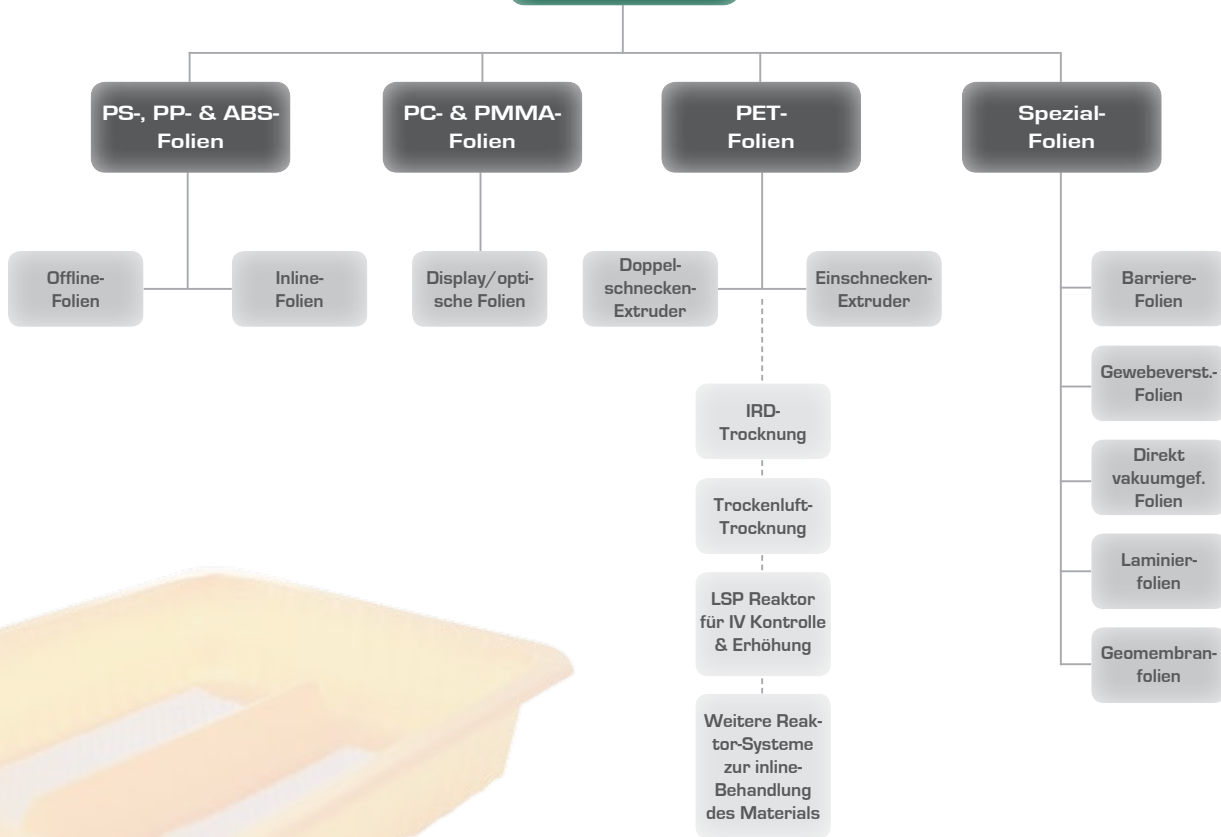 PS-, PP- & ABS-
Folien
PC- & PMMA-
Folien
PET-
Folien
Spezial-
Folien
Offline-
Folien
Inline-
Folien
Display/opti-
sche Folien
Doppel-
schnecken-
Extruder
Einschnecken-
Extruder
IRD-
Trocknung
Trockenluft-
Trocknung
LSP Reaktor
für IV Kontrolle
& Erhöhung
Weitere Reak-
tor-Systeme
zur inline-
Behandlung
des Materials
Barriere-
Folien
Gewebeverst.-
Folien
Direkt
vakuumgef.
Folien
Laminier-
folien
Geomembran-
folien